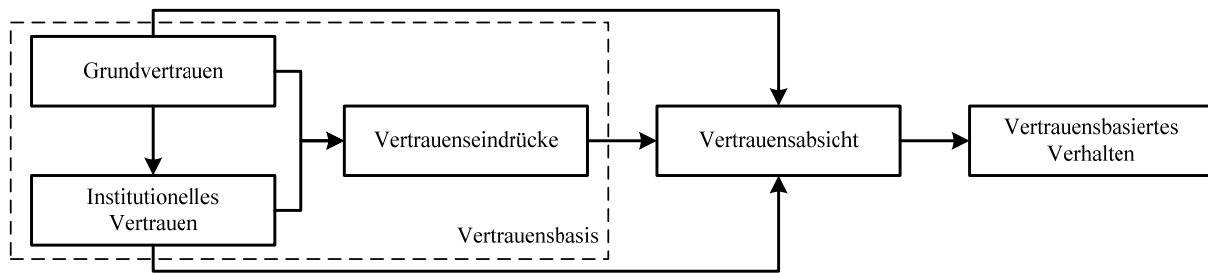 Grundvertrauen
Institutionelles
Vertrauen
Vertrauenseindrücke
Vertrauensbasis
Vertrauensabsicht
Vertrauensbasiertes
Verhalten